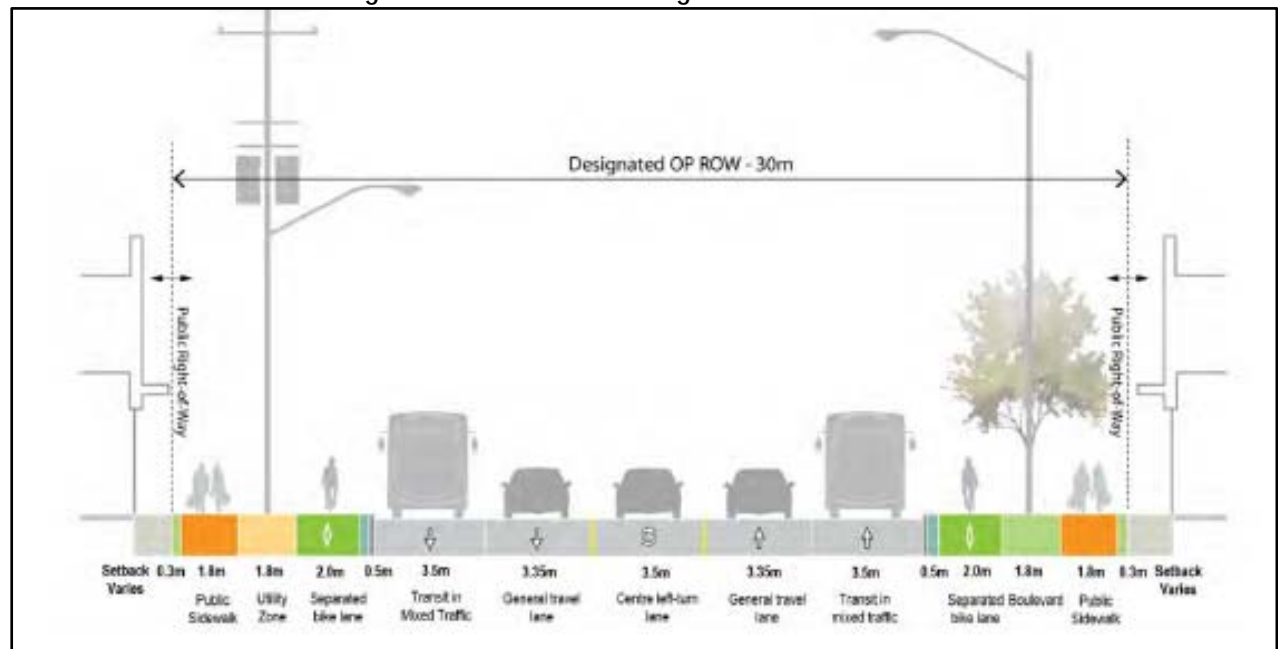 Designated OP ROW - 30m
Public Right-of-Way
Public Right-of-Way
Setback Varies
0.3m
1.8m
Public
Sidewalk
1.8m
Utility
Zone
2.0m
Separated
bike lane
0.5m
3.5m
Transit in
Mixed Traffic
3.35m
General travel
lane
3.5m
Centre left-turn
lane
3.35m
General travel
lane
3.5m
Transit in
mixed traffic
0.5m
2.0m
Separated
bike lane
1.8m
Boulevard
1.8m
Public
Sidewalk
0.3m
Setback
Varies